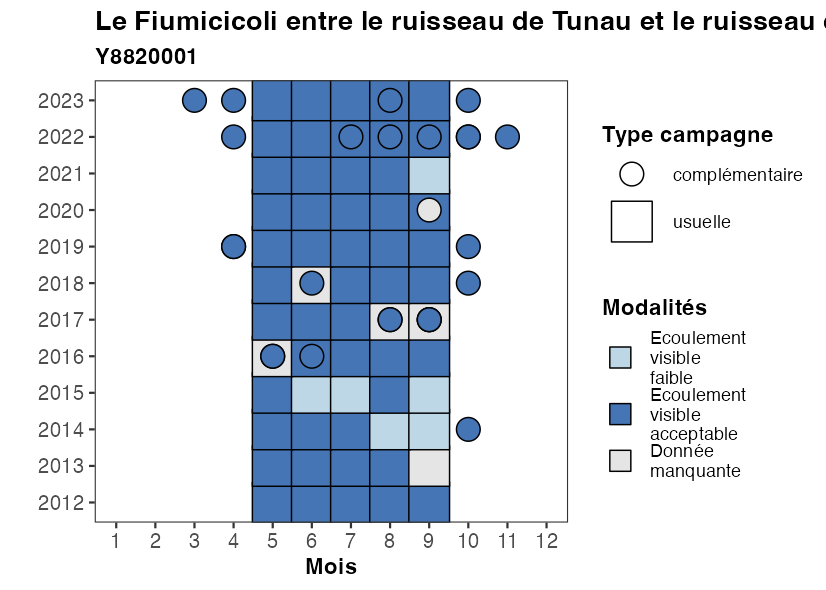 Le Fiumicicoli entre le ruisseau de Tunau et le ruisseau
Y8820001
2023
2022
2021
2020
2019
2018
2017
2016
2015
2014
2013
2012
1 2 3 4 5 6 7 8 9 10 11 12
Mois
Type campagne
complémentaire
usuelle
Modalités
Ecoulement
visible
faible
Ecoulement
visible
acceptable
Donnée
manquante